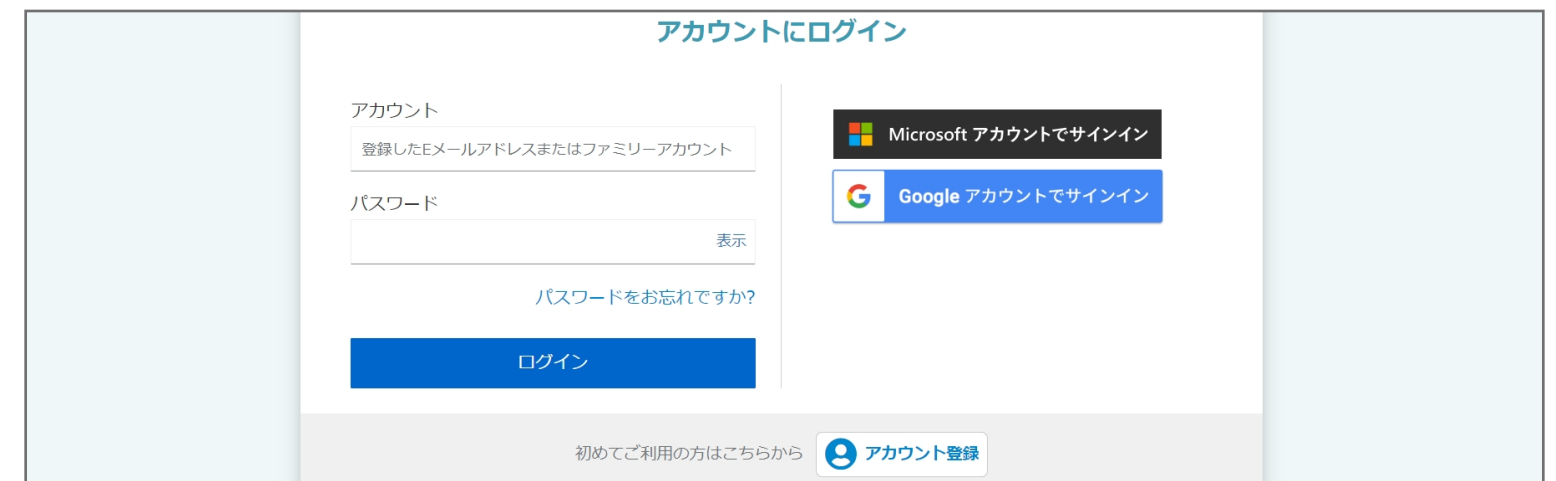 アカウントにログイン
アカウント
登録したEメールアドレスまたはファミリーアカウント
パスワード
表示
パスワードをお忘れですか?
ログイン
Microsoft アカウントでサインイン
Google アカウントでサインイン
初めてご利用の方はこちらから
アカウント登録